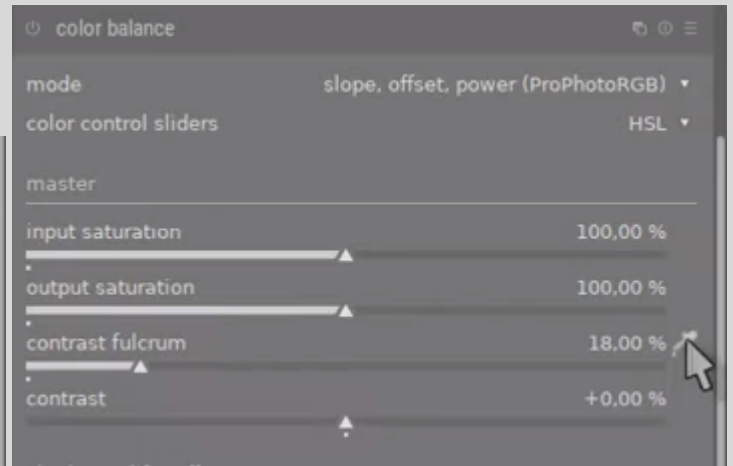 color balance
mode slope, offset, power (ProPhotoRGB)
color control sliders HSL
master
input saturation 100,00 %
output saturation 100,00 %
contrast fulcrum 18,00 %
contrast +0,00 %